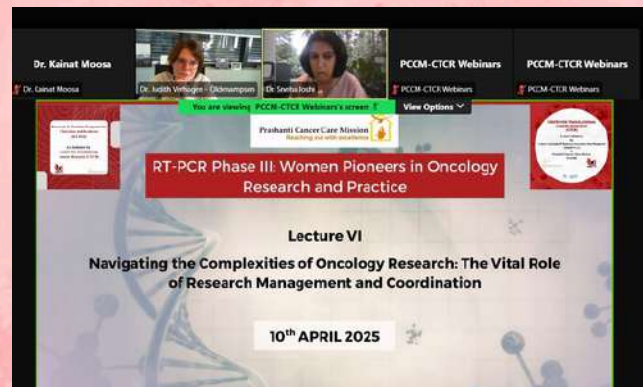 Dr. Kainat Moosa
PCCM-CTCR Webinars
PCCM-CTCR Webinars
Dr. Kainat Moosa
Dr. Judith Verhagen - Oldenampsen
Dr Sneha Joshi
PCCM-CTCR Webinars
PCCM-CTCR Webinars
You are viewing PCCM-CTCR Webinars's screen
View Options
Prashanti Cancer Care Mission
Reaching out with excellence
RT-PCR Phase III: Women Pioneers in Oncology
Research and Practice
Lecture VI
Navigating the Complexities of Oncology Research: The Vital Role
of Research Management and Coordination
10th APRIL 2025